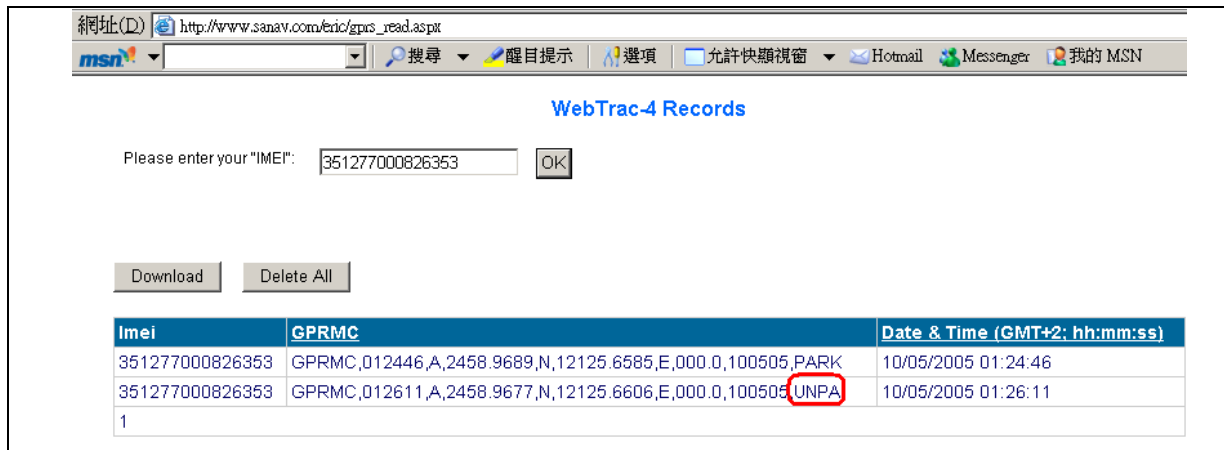 網址(D) http://www.sanav.com/eric/gprs_read.aspx
msn 搜尋 醒目提示 選項 允許快顯視窗 Hotmail Messenger 我的 MSN
WebTrac-4 Records
Please enter your "IMEI": 351277000826353 OK
Download Delete All
Imei GPRMC Date & Time (GMT+2; hh:mm:ss)
351277000826353 GPRMC,012446,A,2458.9689,N,12125.6585,E,000.0,100505,PARK 10/05/2005 01:24:46
351277000826353 GPRMC,012611,A,2458.9677,N,12125.6606,E,000.0,100505,UNPA 10/05/2005 01:26:11
1